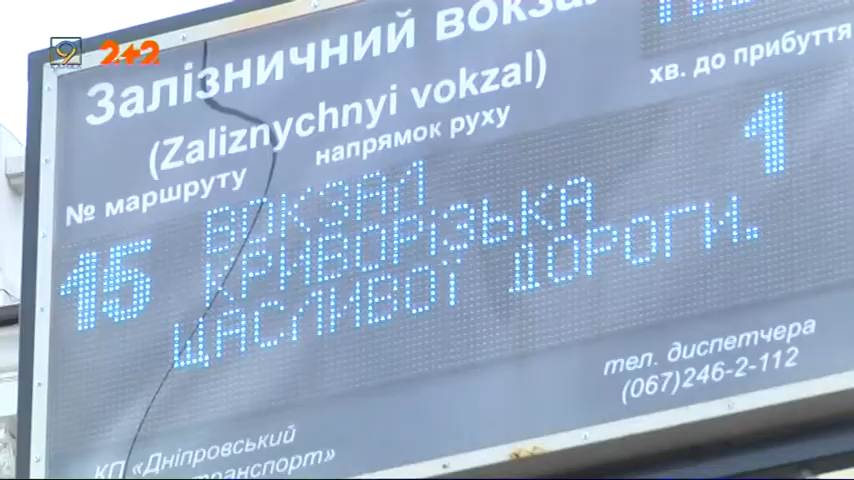 9 2+2
Залізничний вокзал
(Zaliznychnyi vokzal)
№ маршруту напрямок руху хв. до прибуття
15 ВОКЗАЛ 1
КРИВОРІЗЬКА
ЩАСЛИВОЇ ДОРОГИ.
тел. диспетчера
(067)246-2-112
КП «Дніпровський
транспорт»